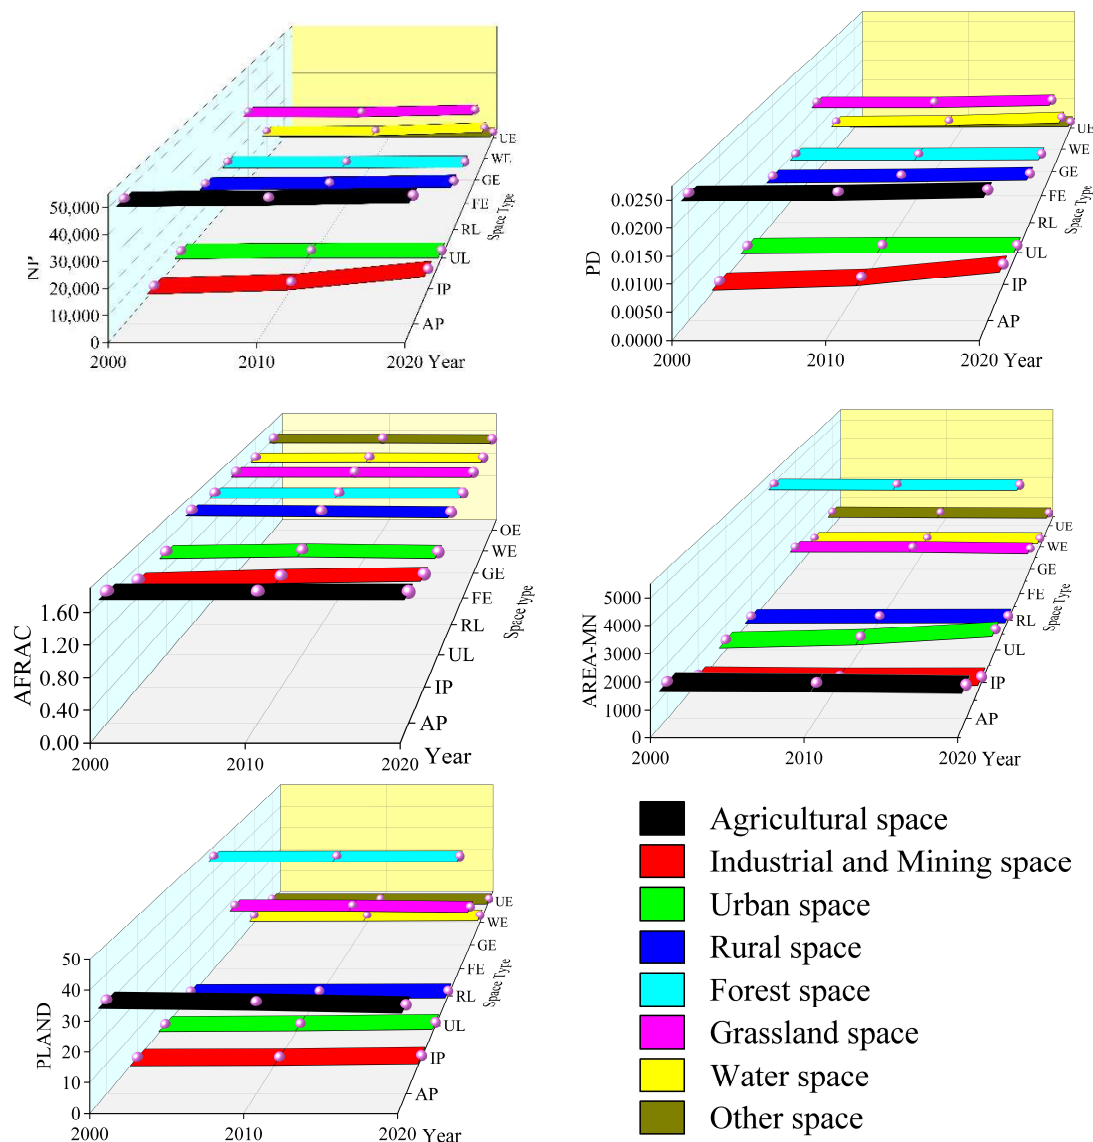 50,000
40,000
30,000
20,000
10,000
0
NP
2000
2010
2020
Year
AP
IP
UL
RL
FE
GE
WE
UE
Space Type
0.0250
0.0200
0.0150
0.0100
0.0050
0.0000
PD
2000
2010
2020
Year
AP
IP
UL
RL
FE
GE
WE
UE
Space Type
1.60
1.20
0.80
0.40
0.00
AFRAC
2000
2010
2020
Year
AP
IP
UL
RL
FE
GE
WE
OE
Space type
5000
4000
3000
2000
1000
0
AREA-MN
2000
2010
2020
Year
AP
IP
UL
RL
FE
GE
WE
UE
Space Type
50
40
30
20
10
0
PLAND
2000
2010
2020
Year
AP
IP
UL
RL
FE
GE
WE
UE
Space Type
Agricultural space
Industrial and Mining space
Urban space
Rural space
Forest space
Grassland space
Water space
Other space